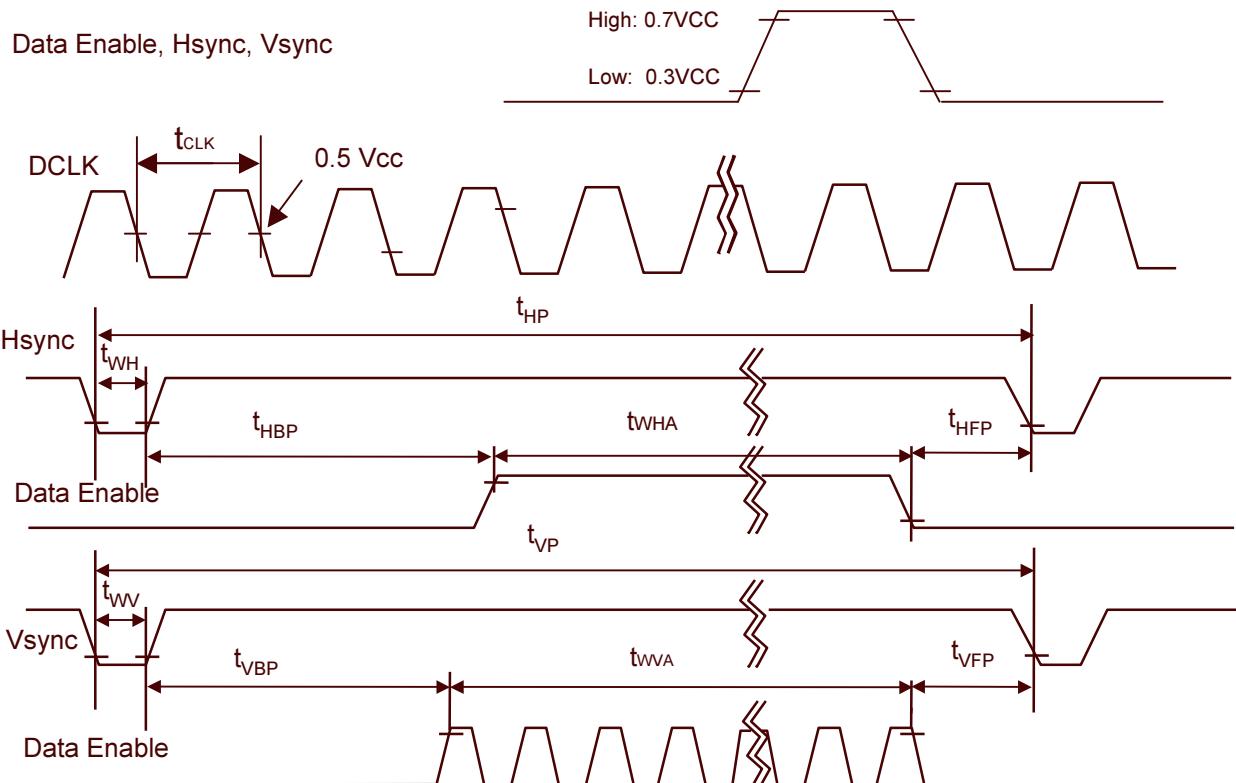 High: 0.7VCC
Data Enable, Hsync, Vsync
Low: 0.3VCC
tCLK
DCLK
0.5 Vcc
tHP
Hsync
tWH
tHBP
tWHA
tHFP
Data Enable
tVP
tWV
Vsync
tVBP
tWVA
tVFP
Data Enable